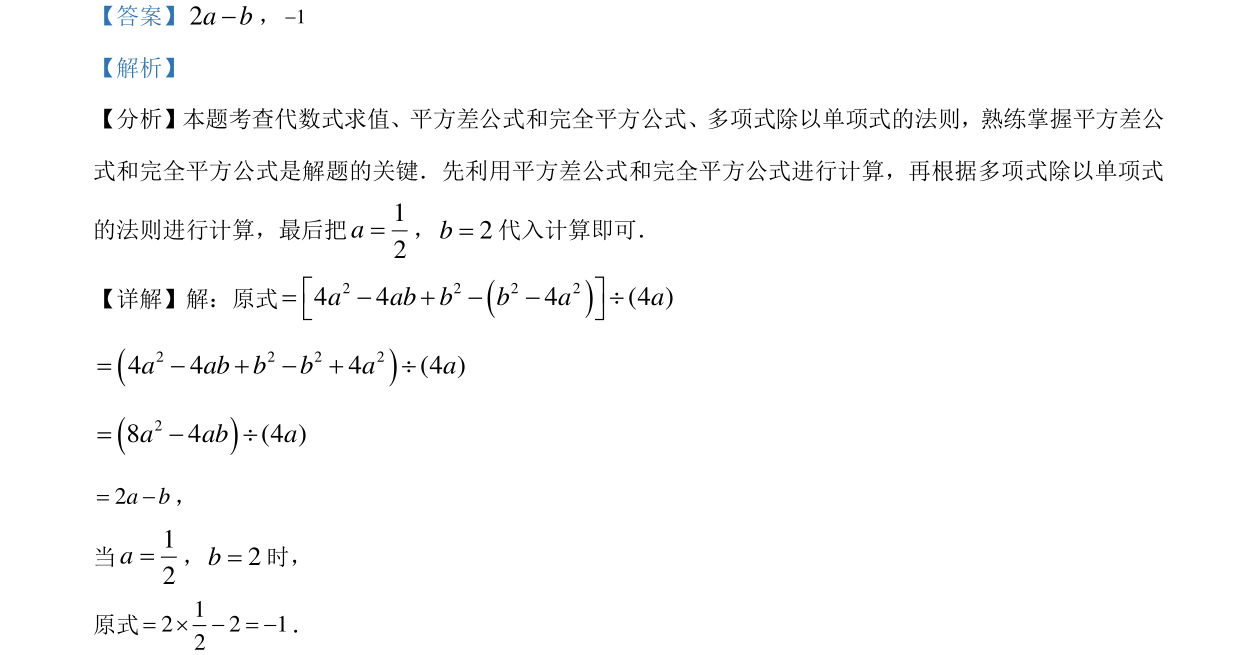 【答案】2a－b，－1
【解析】
【分析】本题考查代数式求值、平方差公式和完全平方公式、多项式除以单项式的法则，熟练掌握平方差公
式和完全平方公式是解题的关键．先利用平方差公式和完全平方公式进行计算，再根据多项式除以单项式
的法则进行计算，最后把a＝1/2，b＝2代入计算即可．
【详解】解：原式＝[4a²－4ab＋b²－(b²－4a²)]÷(4a)
＝(4a²－4ab＋b²－b²＋4a²)÷(4a)
＝(8a²－4ab)÷(4a)
＝2a－b，
当a＝1/2，b＝2时，
原式＝2×1/2－2＝－1．